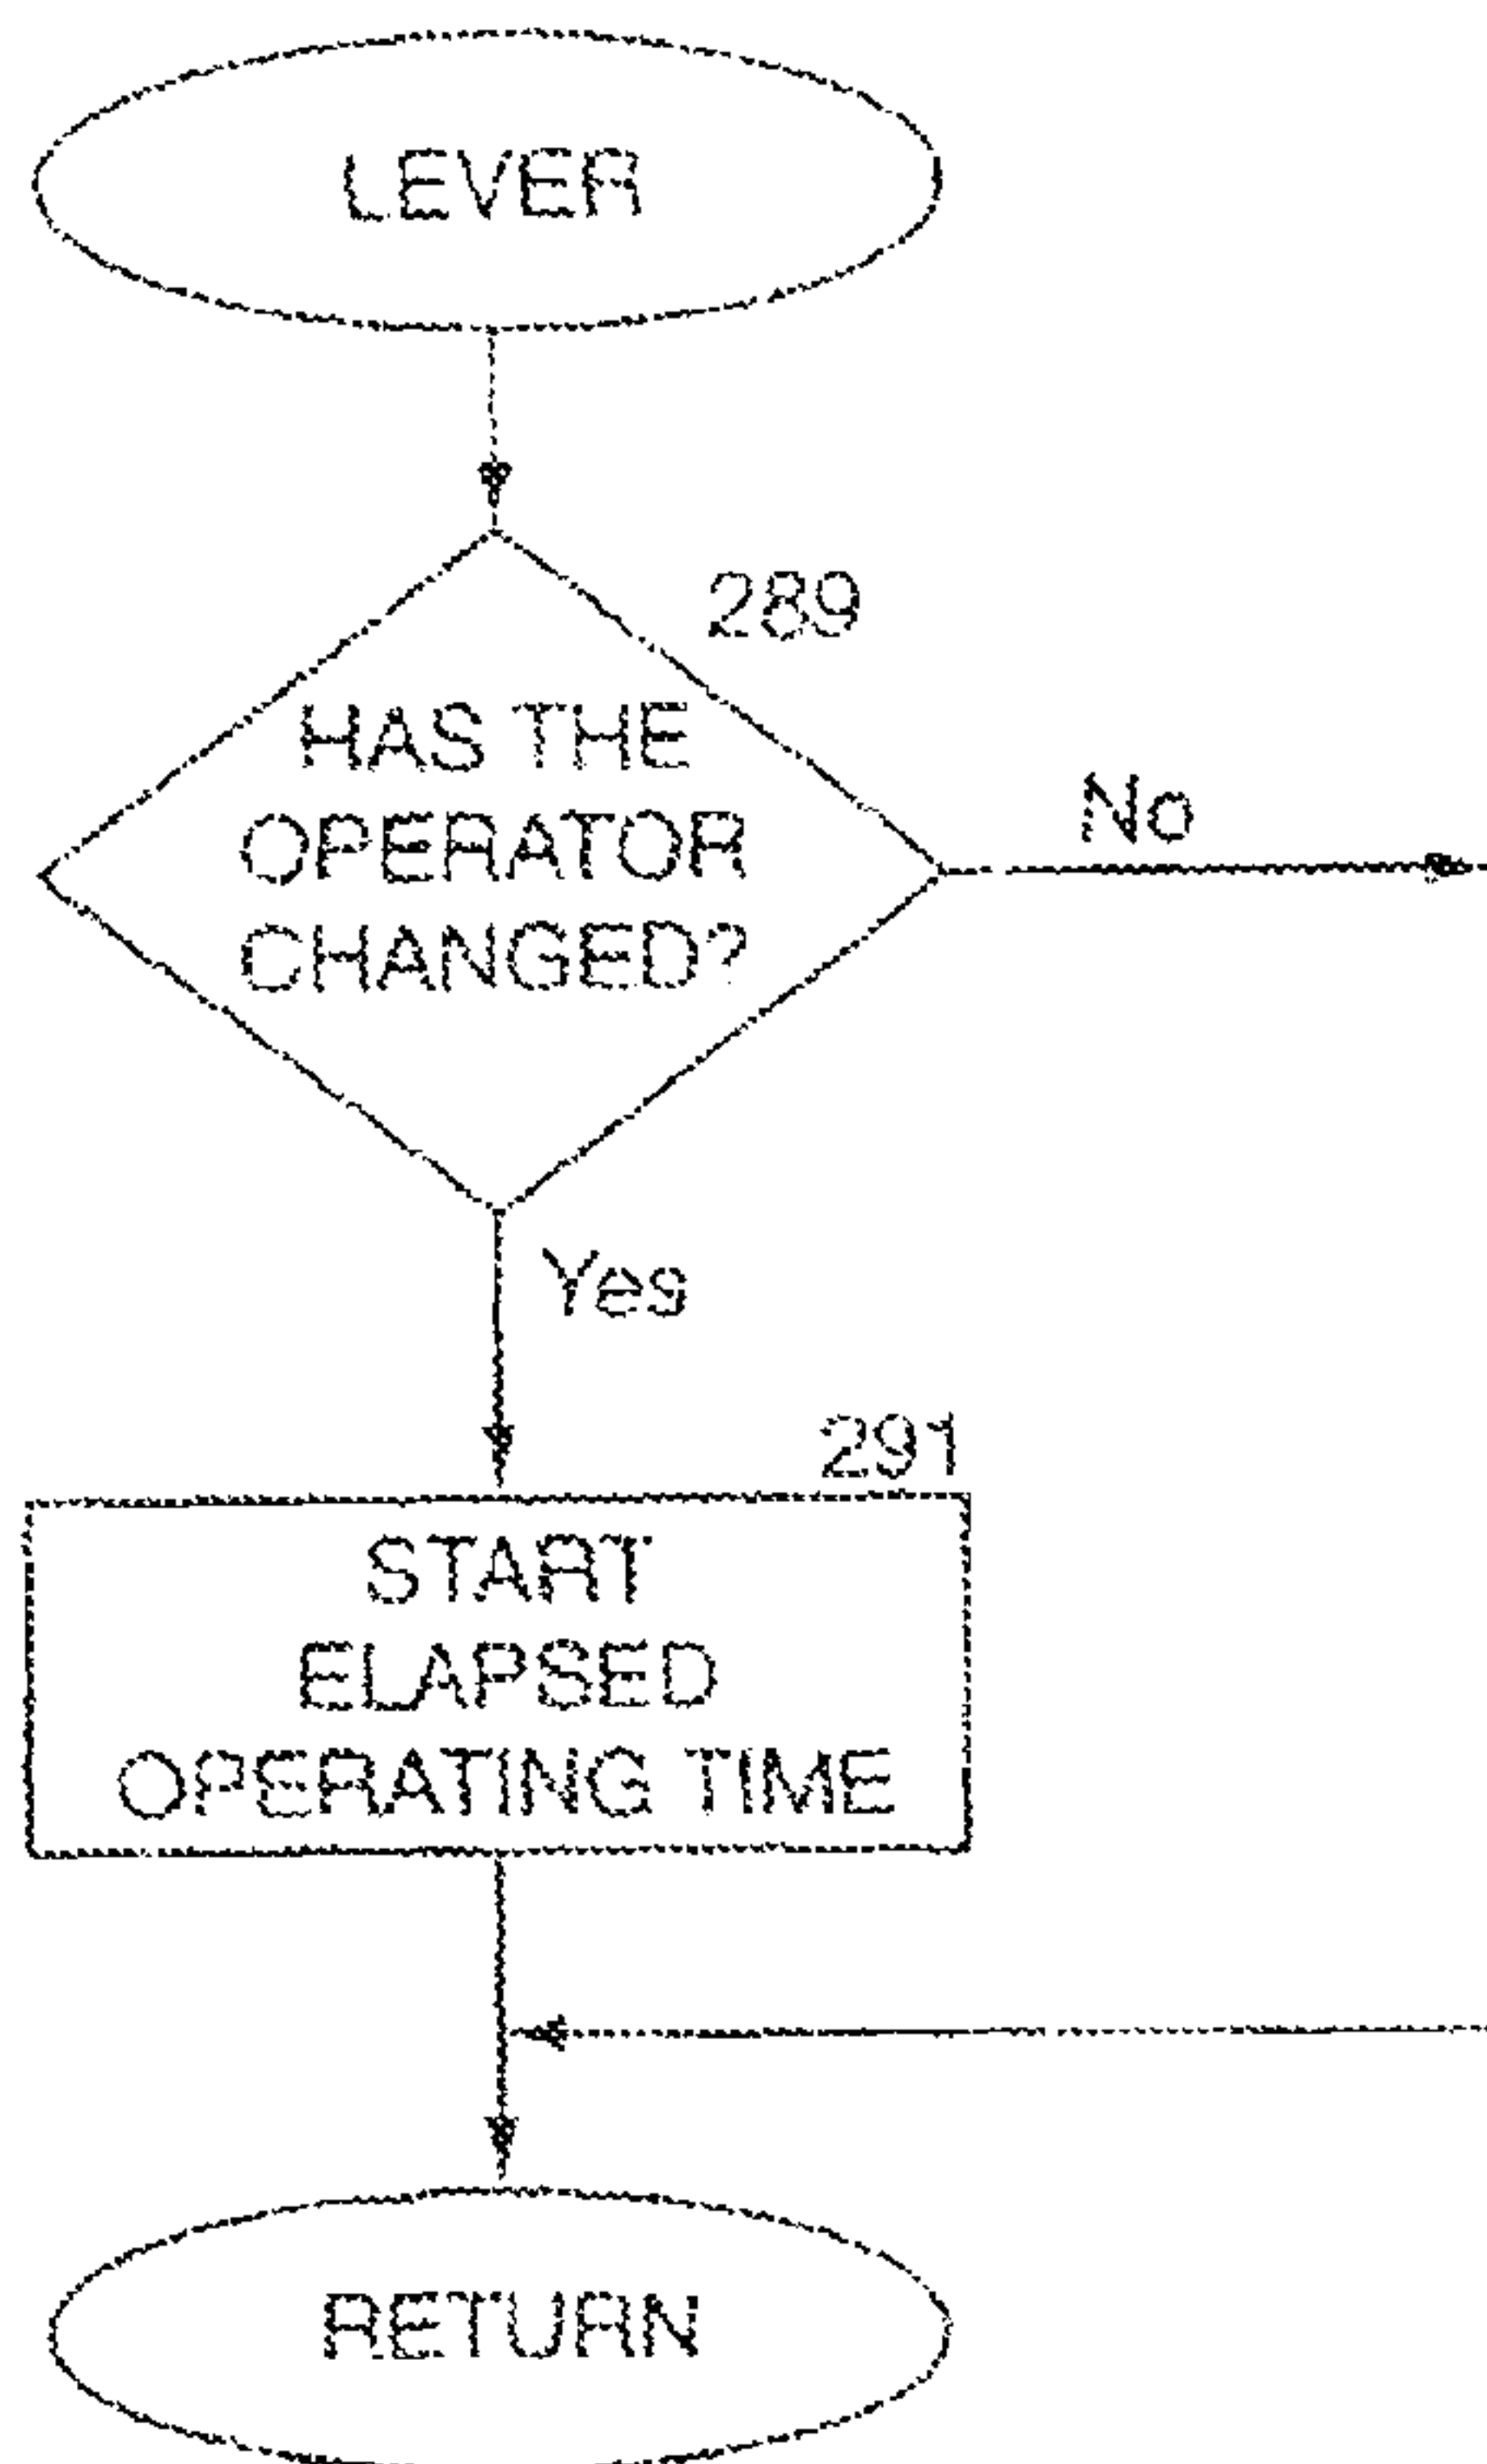 LEVER
289
HAS THE
OPERATOR
CHANGED?
No
Yes
291
START
ELAPSED
OPERATING TIME
RETURN